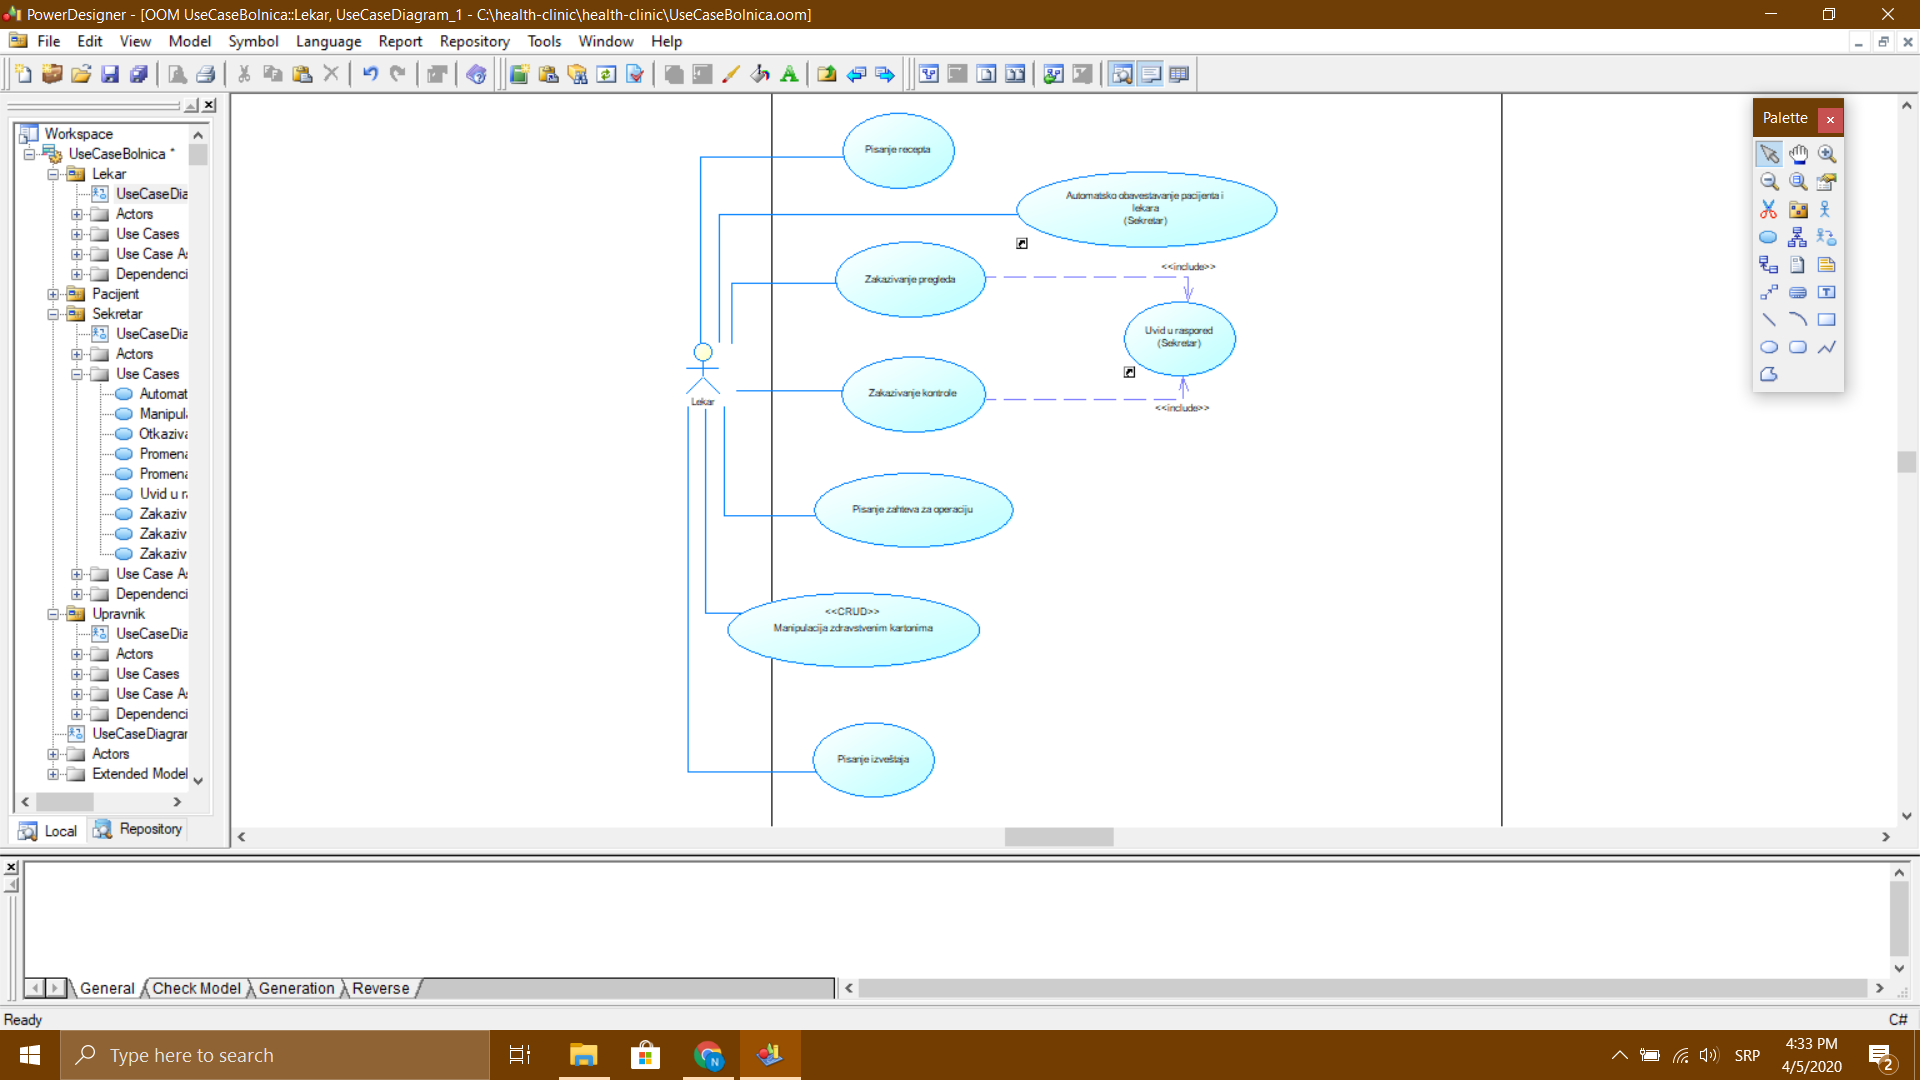 PowerDesigner - [OOM UseCaseBolnica::Lekar, UseCaseDiagram_1 - C:\health-clinic\health-clinic\UseCaseBolnica.oom]
File Edit View Model Symbol Language Report Repository Tools Window Help
Workspace
UseCaseBolnica *
Lekar
UseCaseDia
Actors
Use Cases
Use Case A
Dependenci
Pacijent
Sekretar
UseCaseDia
Actors
Use Cases
Automat
Manipul
Otkaziva
Promena
Promena
Uvid u r
Zakaziv
Zakaziv
Zakaziv
Use Case A
Dependenci
Upravnik
UseCaseDia
Actors
Use Cases
Use Case A
Dependenci
UseCaseDiagrar
Actors
Extended Model
Local
Repository
Pisanje recepta
Automatsko obavestavanje pacijenta i
lekara
(Sekretar)
Zakazivanje pregleda
<<include>>
Uvid u raspored
(Sekretar)
Lekar
Zakazivanje kontrole
<<include>>
Pisanje zahteva za operaciju
<<CRUD>>
Manipulacija zdravstvenim kartonima
Pisanje izveštaja
Palette
General Check Model Generation Reverse
Ready
C#
Type here to search
N
SRP
4:33 PM
4/5/2020
2